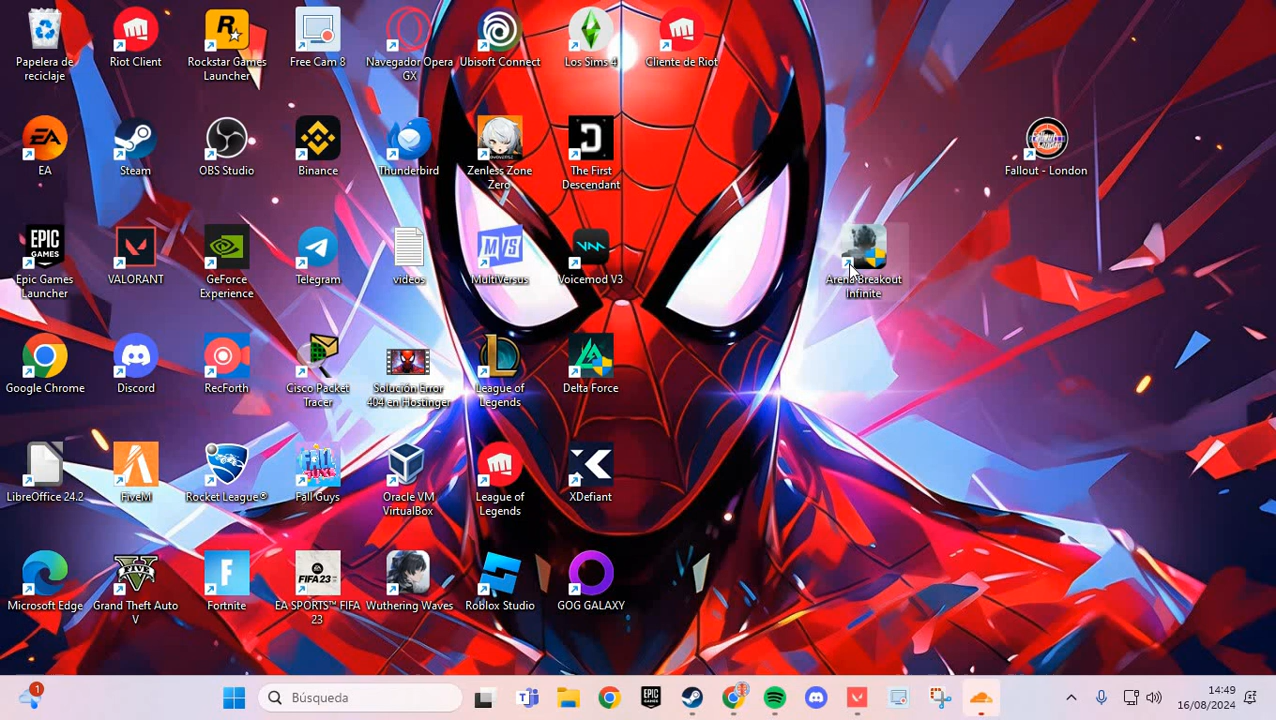 Papelera de
reciclaje
Riot Client
Rockstar Games
Launcher
Free Cam 8
Navegador Opera
GX
Ubisoft Connect
Los Sims 4
Cliente de Riot
EA
Steam
OBS Studio
Binance
Thunderbird
Zenless Zone
Zero
The First
Descendant
Fallout - London
Epic Games
Launcher
VALORANT
GeForce
Experience
Telegram
videos
MultiVersus
Voicemod V3
Arena Breakout
Infinite
Google Chrome
Discord
RecForth
Cisco Packet
Tracer
Solución Error
404 en Hostinger
League of
Legends
Delta Force
LibreOffice 24.2
FiveM
Rocket League®
Fall Guys
Oracle VM
VirtualBox
League of
Legends
XDefiant
Microsoft Edge
Grand Theft Auto
V
Fortnite
EA SPORTS™ FIFA
23
Wuthering Waves
Roblox Studio
GOG GALAXY
1
Búsqueda
14:49
16/08/2024